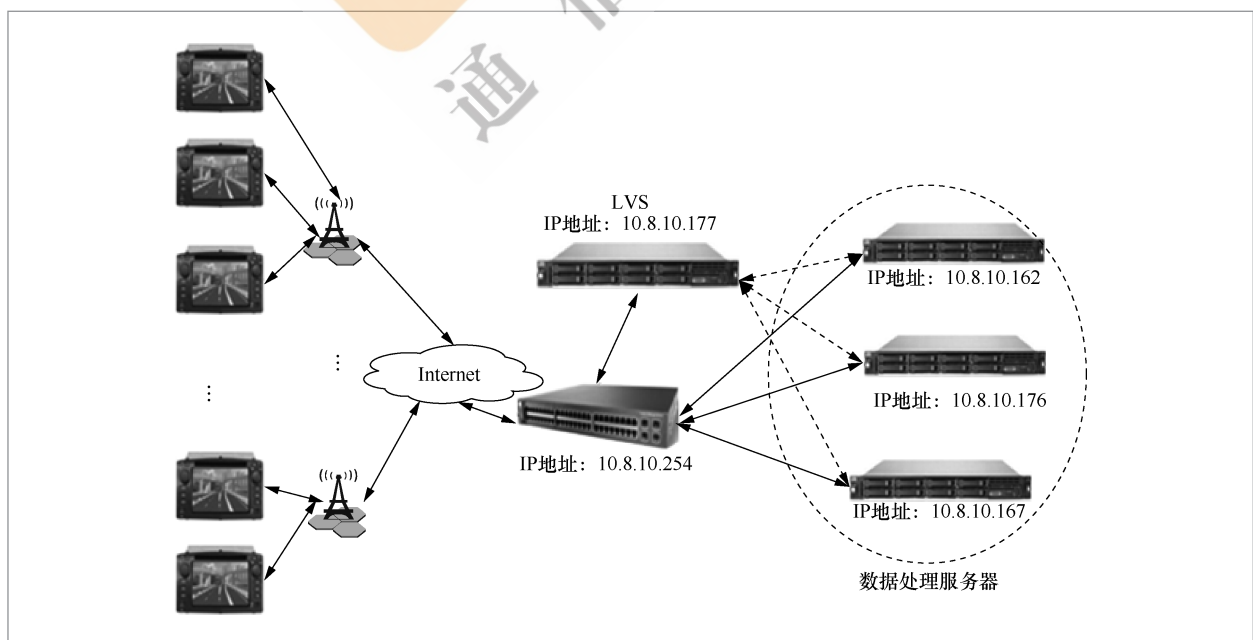 通信
LVS
IP地址：10.8.10.177
IP地址：10.8.10.162
Internet
IP地址：10.8.10.176
IP地址：10.8.10.254
IP地址：10.8.10.167
数据处理服务器